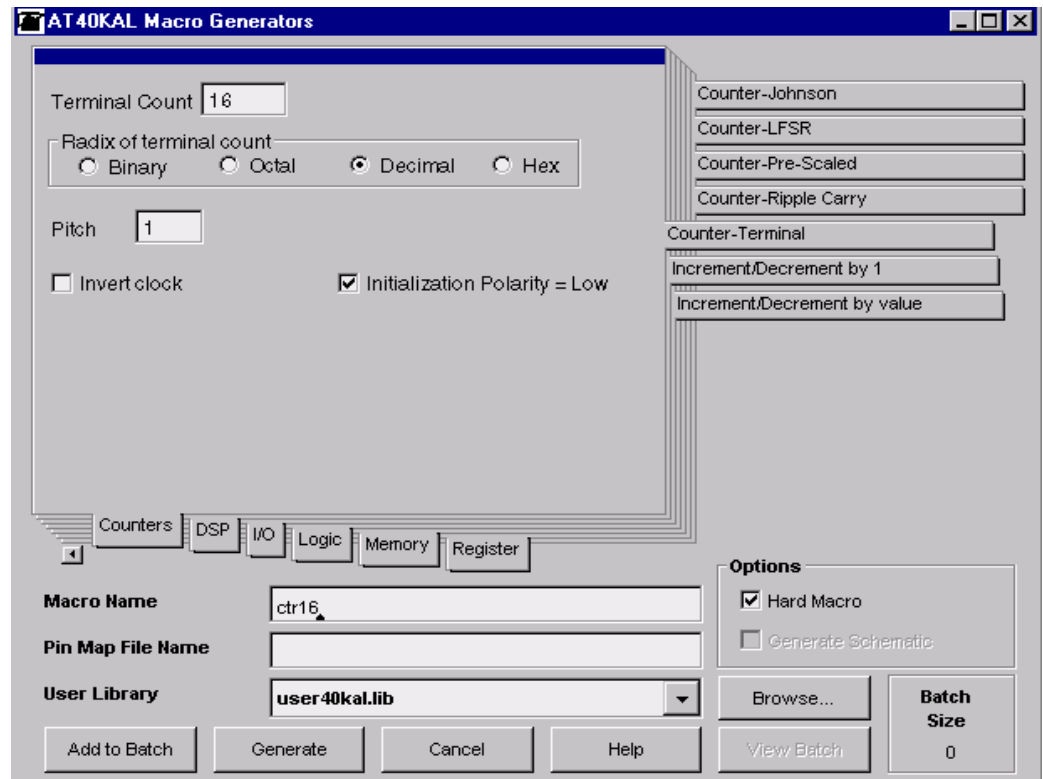 AT40KAL Macro Generators
Terminal Count 16
Radix of terminal count
Binary Octal Decimal Hex
Pitch 1
Invert clock Initialization Polarity = Low
Counter-Johnson
Counter-LFSR
Counter-Pre-Scaled
Counter-Ripple Carry
Counter-Terminal
Increment/Decrement by 1
Increment/Decrement by value
Counters DSP I/O Logic Memory Register
Macro Name ctr16
Pin Map File Name
User Library user40kal.lib
Options
Hard Macro
Generate Schematic
Browse...
View Batch
Batch
Size
0
Add to Batch Generate Cancel Help